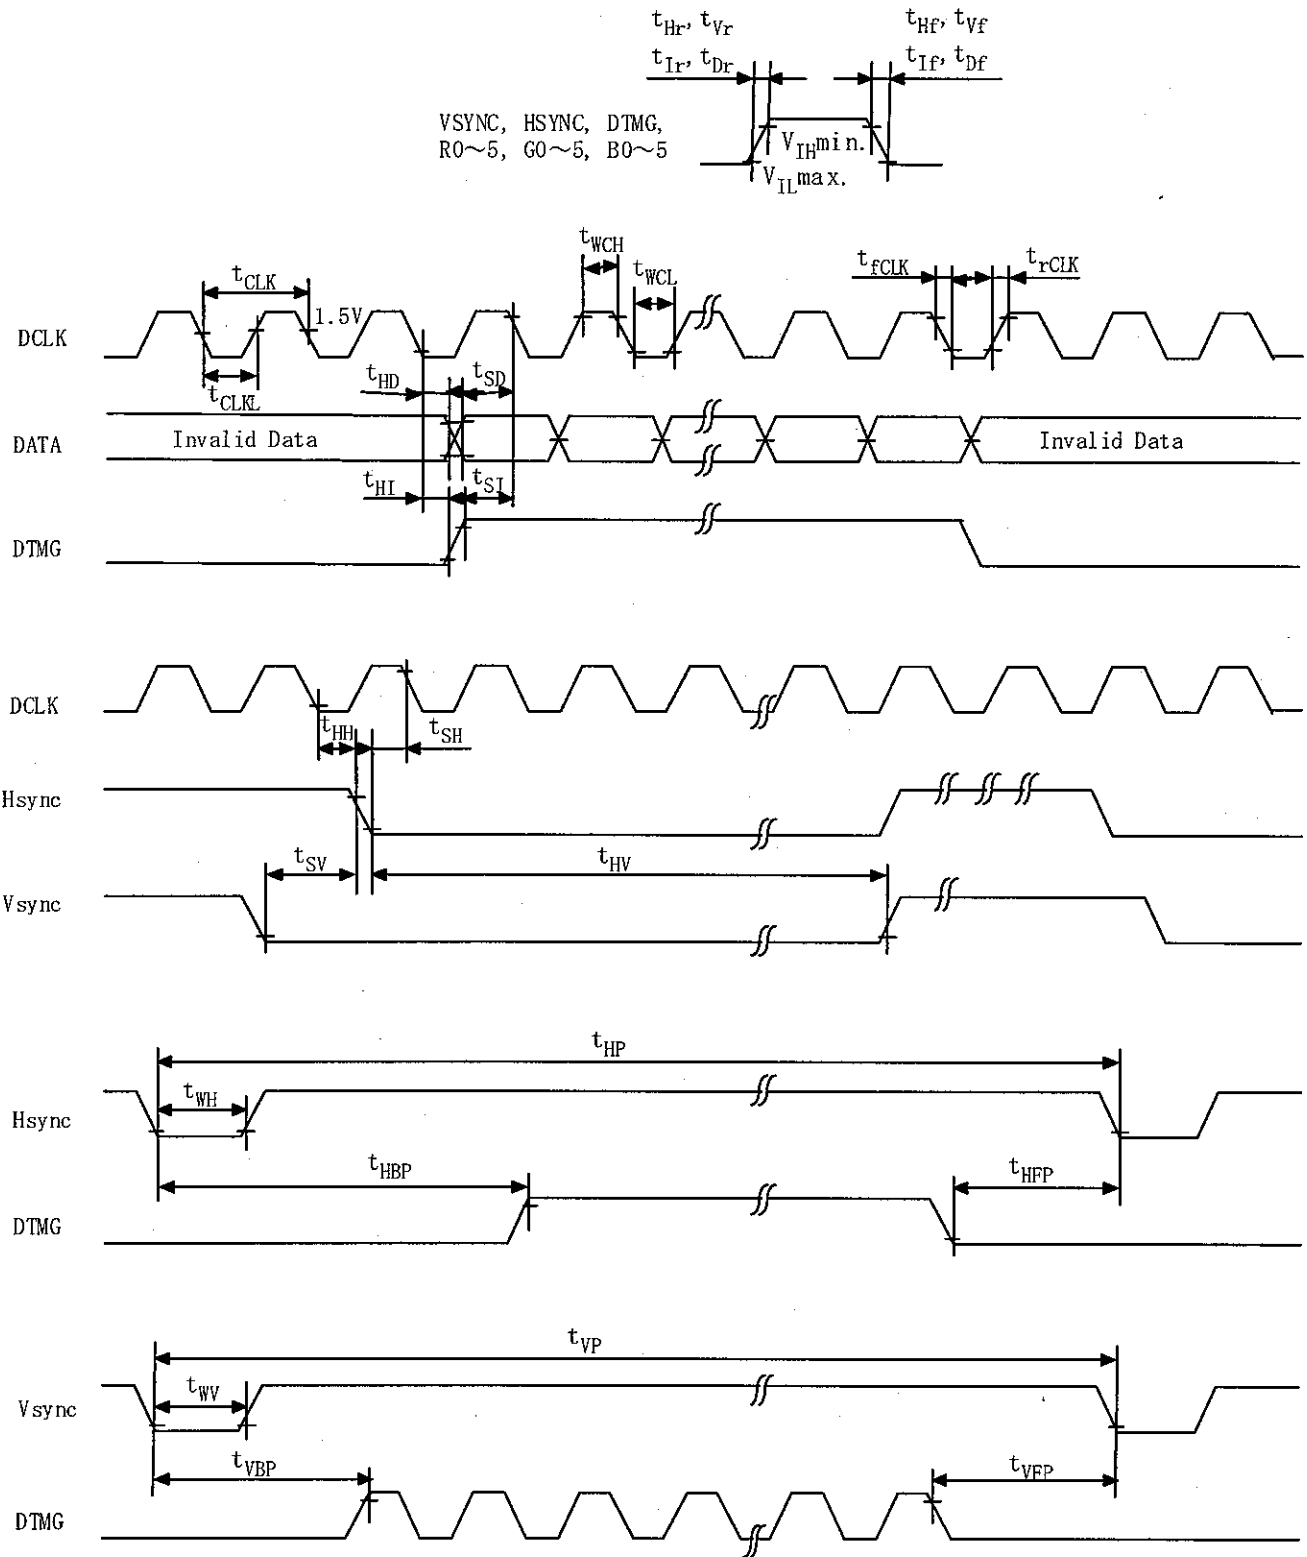 tHr, tVr
tIr, tDr
tHf, tVf
tIf, tDf
VSYNC, HSYNC, DTMG,
R0~5, G0~5, B0~5
VIHmin.
VILmax.
tCLK
1.5V
tWCH
tWCL
tfCLK
trCLK
DCLK
tCLKL
tHD
tSD
DATA
Invalid Data
Invalid Data
tHI
tSI
DTMG
DCLK
tHH
tSH
Hsync
tSV
tHV
Vsync
tHP
tWH
Hsync
tHBP
tHFP
DTMG
tVP
tWV
Vsync
tVBP
tVFP
DTMG